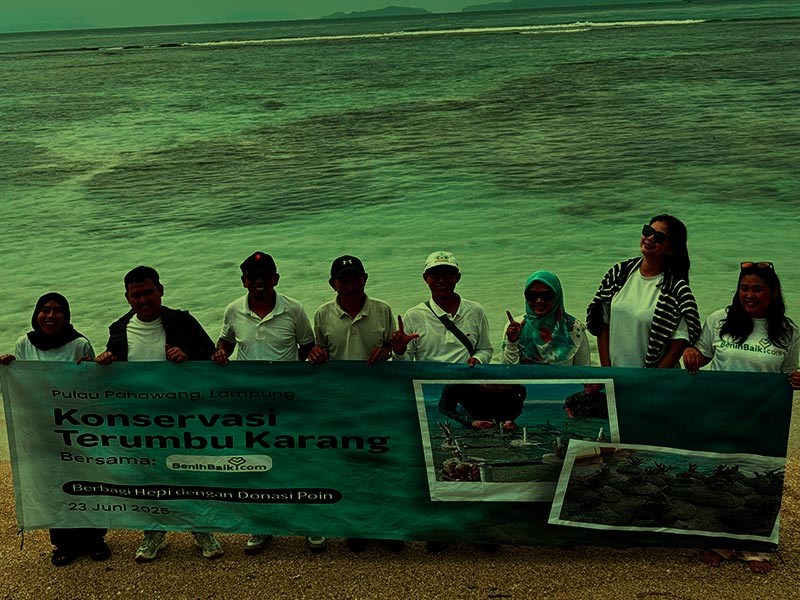 Pulau Pahawang, Lampung
Konservasi
Terumbu Karang
Bersama: BenihBaik.com
Berbagi Hepi dengan Donasi Poin
23 Juni 2025
BenihBaik.com